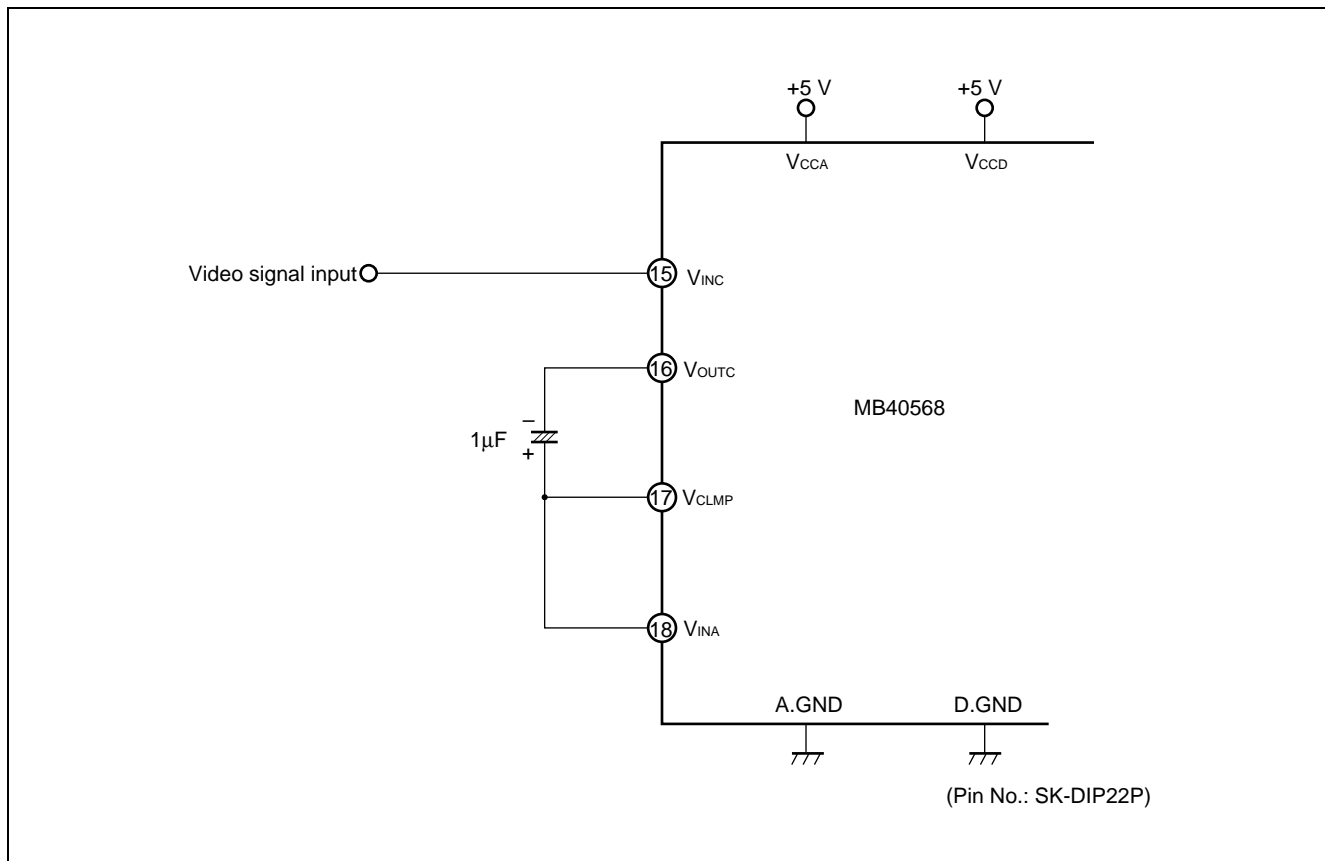 +5 V +5 V
VCCA VCCD
Video signal input 15 VINC
16 VOUTC
MB40568
−
1μF
+
17 VCLMP
18 VINA
A.GND D.GND
(Pin No.: SK-DIP22P)